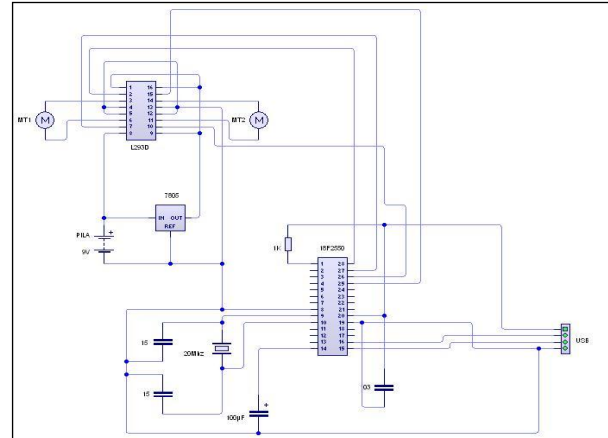 1 16
2 15
3 14
4 13
5 12
6 11
7 10
8 9
MT1
M
M
MT2
L293D
7805
IN OUT
REF
PILA
+
9V
1K
18F2550
1 28
2 27
3 26
4 25
5 24
6 23
7 22
8 21
9 20
10 19
11 18
12 17
13 16
14 15
15
20Mhz
15
100µF
+
USB